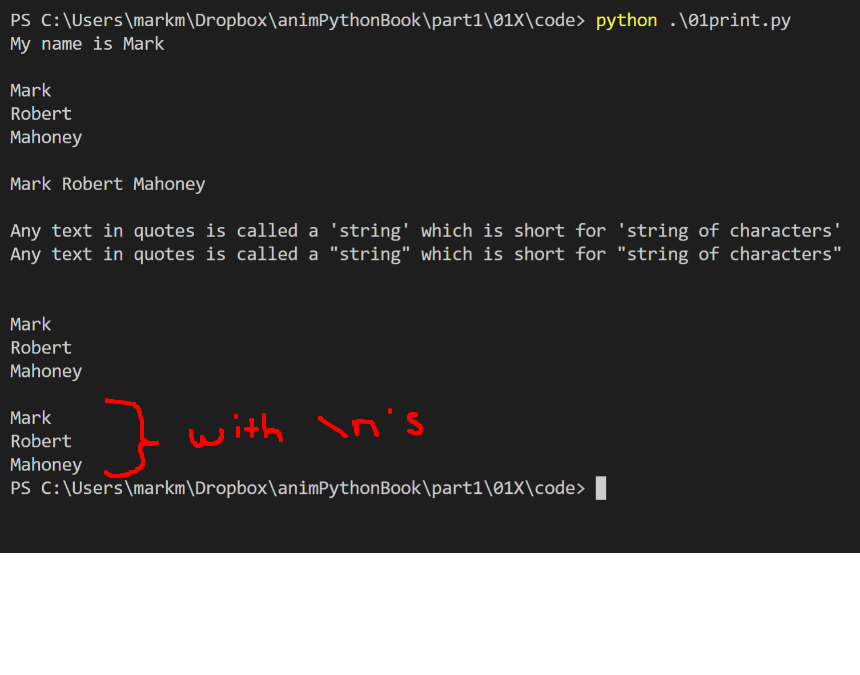 PS C:\Users\markm\Dropbox\animPythonBook\part1\01X\code> python .\01print.py
My name is Mark
Mark
Robert
Mahoney
Mark Robert Mahoney
Any text in quotes is called a 'string' which is short for 'string of characters'
Any text in quotes is called a "string" which is short for "string of characters"
Mark
Robert
Mahoney
Mark
Robert
Mahoney
with \n's
PS C:\Users\markm\Dropbox\animPythonBook\part1\01X\code>